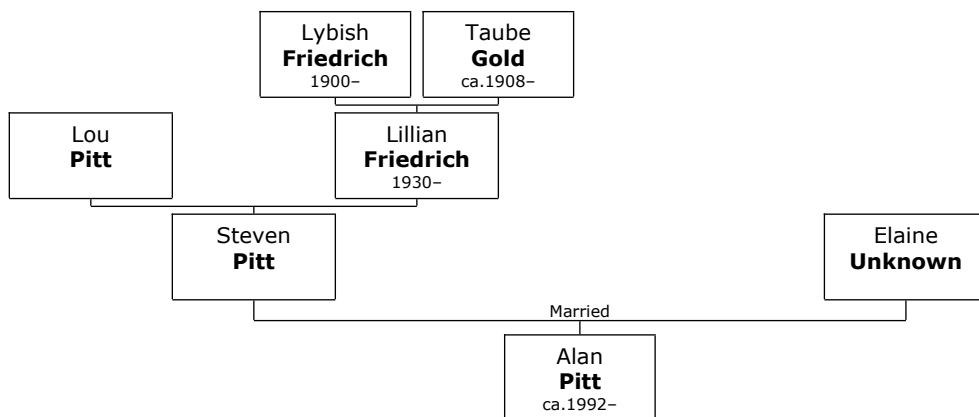 Lybish
Friedrich
1900–
Taube
Gold
ca.1908–
Lou
Pitt
Lillian
Friedrich
1930–
Steven
Pitt
Elaine
Unknown
Married
Alan
Pitt
ca.1992–